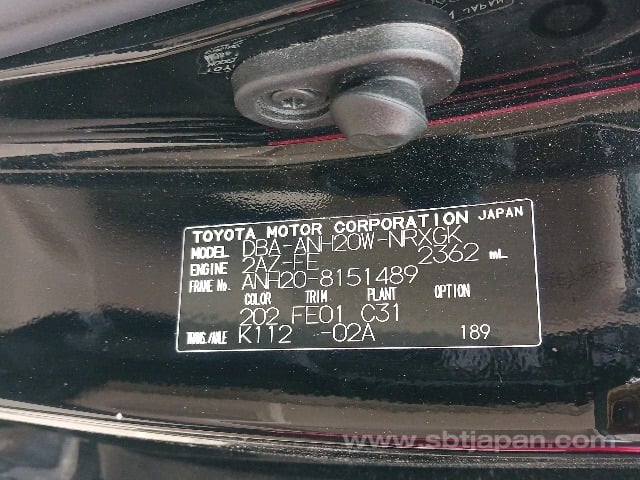 TOYOTA MOTOR CORPORATION JAPAN
MODEL DBA-ANH20W-NRXGK
ENGINE 2AZ-FE 2362 mL
FRAME No. ANH20-8151489
COLOR TRIM PLANT OPTION
202 FE01 C31
TRANS./AXLE K112 -02A 189
www.sbtjapan.com